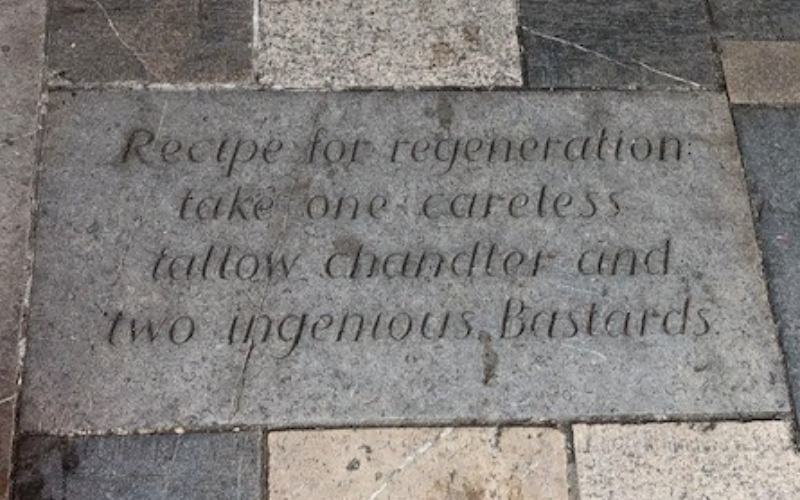 Recipe for regeneration:
take one careless
tallow chandler and
two ingenious Bastards.